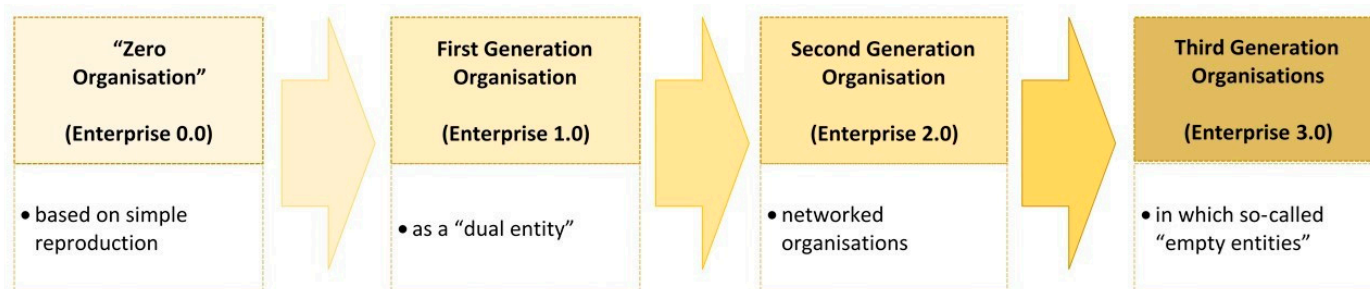 “Zero
Organisation”
(Enterprise 0.0)
• based on simple
reproduction
First Generation
Organisation
(Enterprise 1.0)
• as a “dual entity”
Second Generation
Organisation
(Enterprise 2.0)
• networked
organisations
Third Generation
Organisations
(Enterprise 3.0)
• in which so-called
“empty entities”